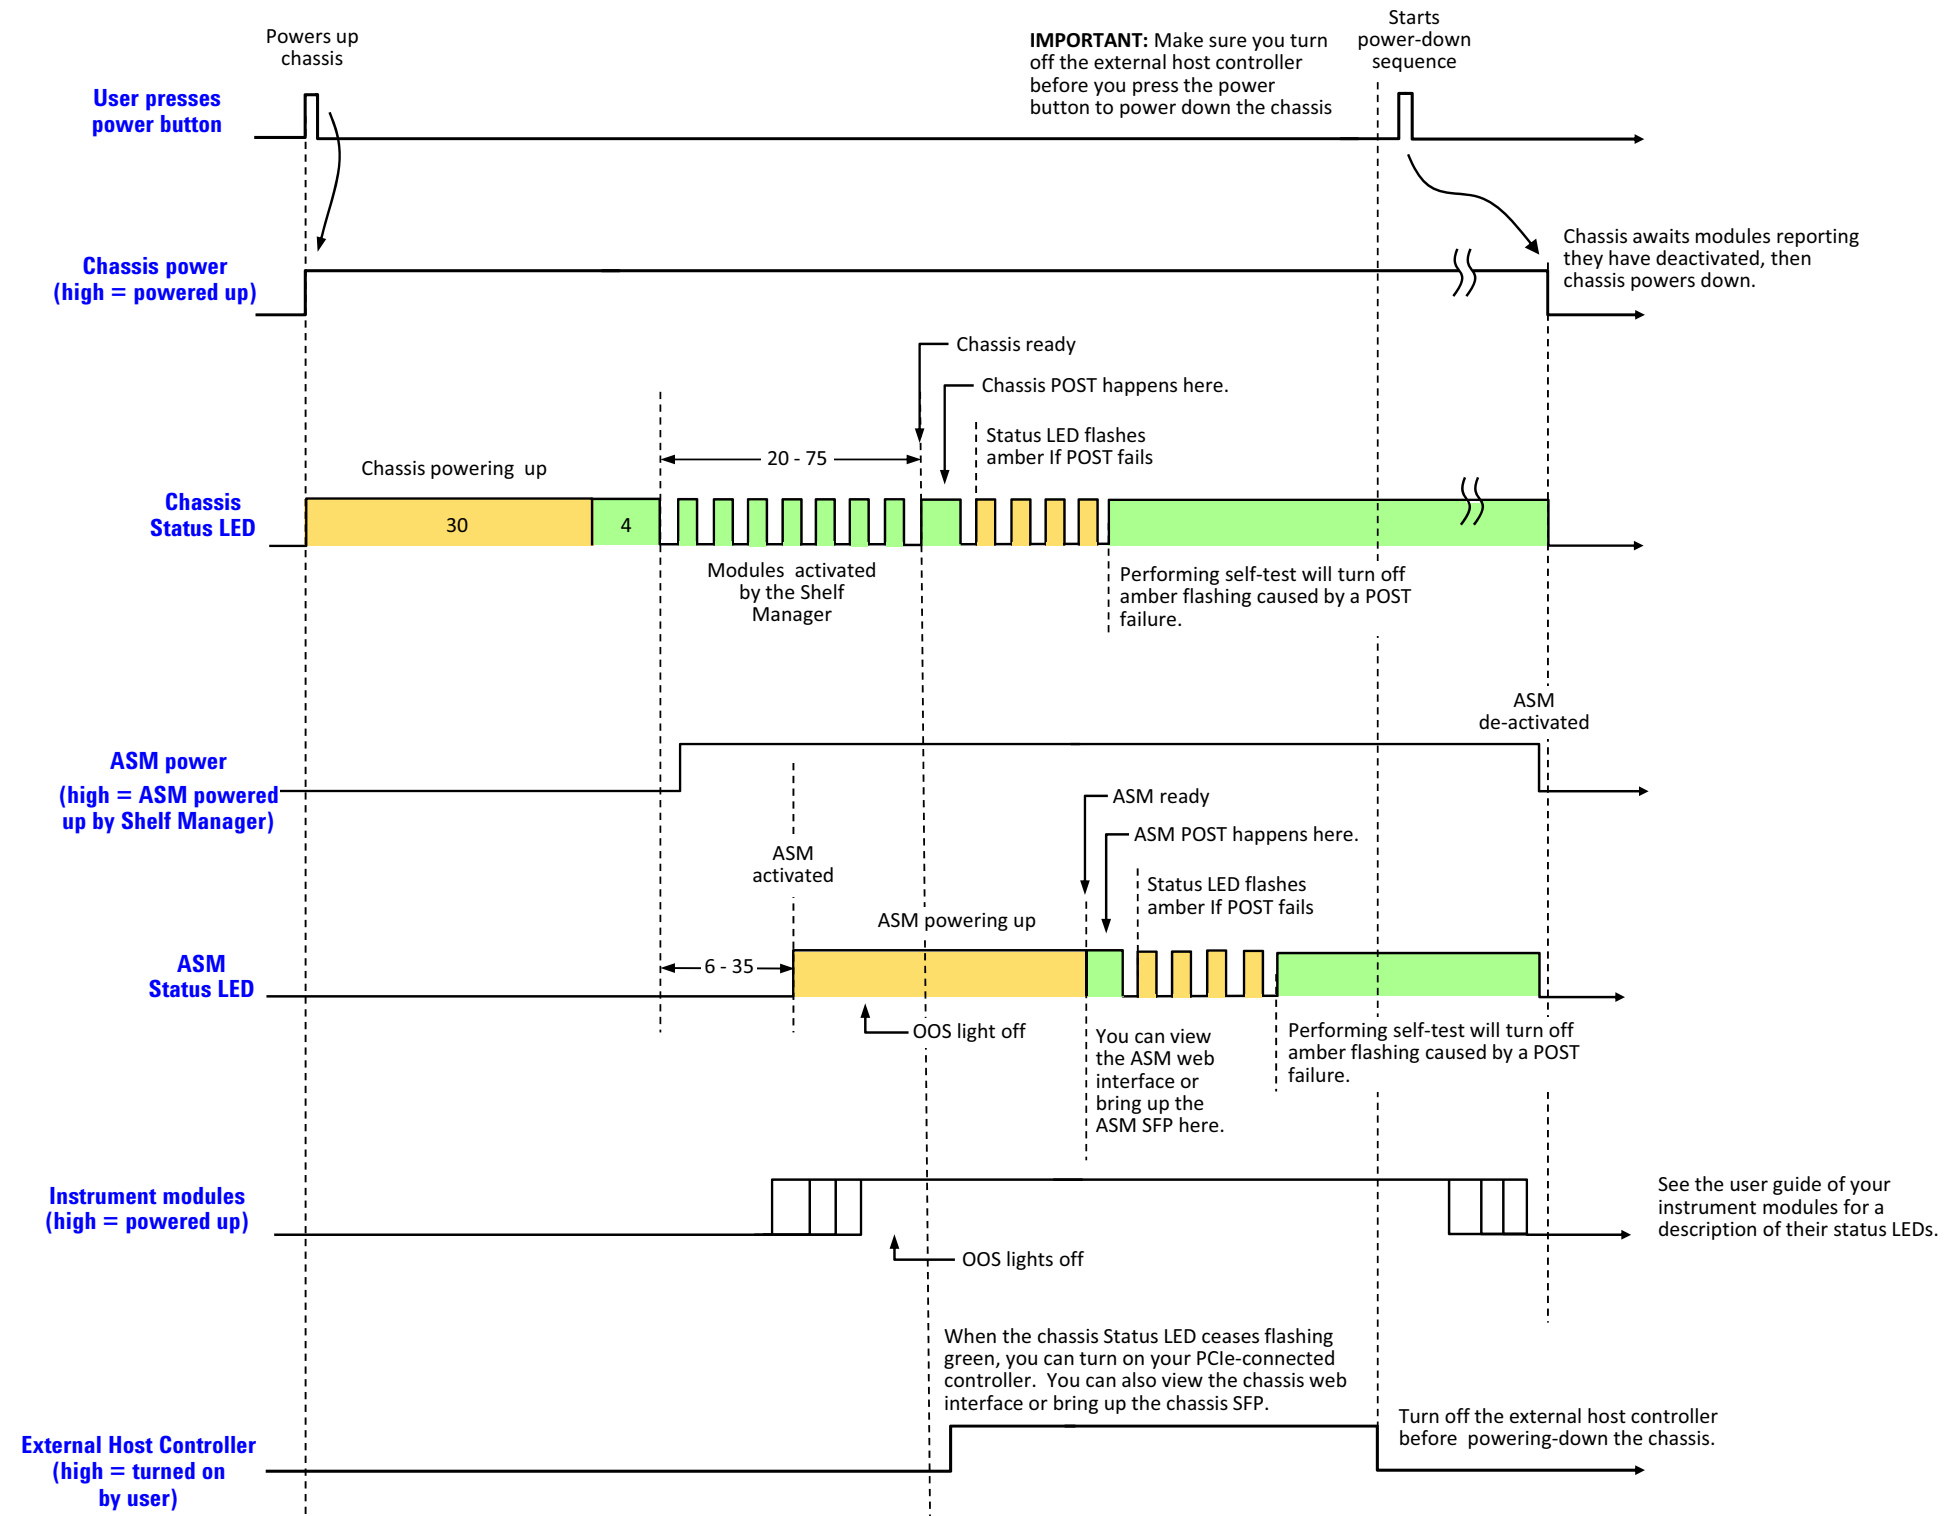 Powers up
chassis
IMPORTANT: Make sure you turn
off the external host controller
before you press the power
button to power down the chassis
Starts
power-down
sequence
User presses
power button
Chassis power
(high = powered up)
Chassis awaits modules reporting
they have deactivated, then
chassis powers down.
Chassis ready
Chassis POST happens here.
Status LED flashes
amber If POST fails
20 - 75
Chassis powering  up
Chassis
Status LED
30
4
Modules  activated
by the Shelf
Manager
Performing self-test will turn off
amber flashing caused by a POST
failure.
ASM
de-activated
ASM power
(high = ASM powered
up by Shelf Manager)
ASM ready
ASM POST happens here.
ASM
activated
Status LED flashes
amber If POST fails
ASM powering up
ASM
Status LED
6 - 35
OOS light off
You can view
the ASM web
interface or
bring up the
ASM SFP here.
Performing self-test will turn off
amber flashing caused by a POST
failure.
Instrument modules
(high = powered up)
See the user guide of your
instrument modules for a
description of their status LEDs.
OOS lights off
When the chassis Status LED ceases flashing
green, you can turn on your PCIe-connected
controller.  You can also view the chassis web
interface or bring up the chassis SFP.
External Host Controller
(high = turned on
by user)
Turn off the external host controller
before  powering-down the chassis.